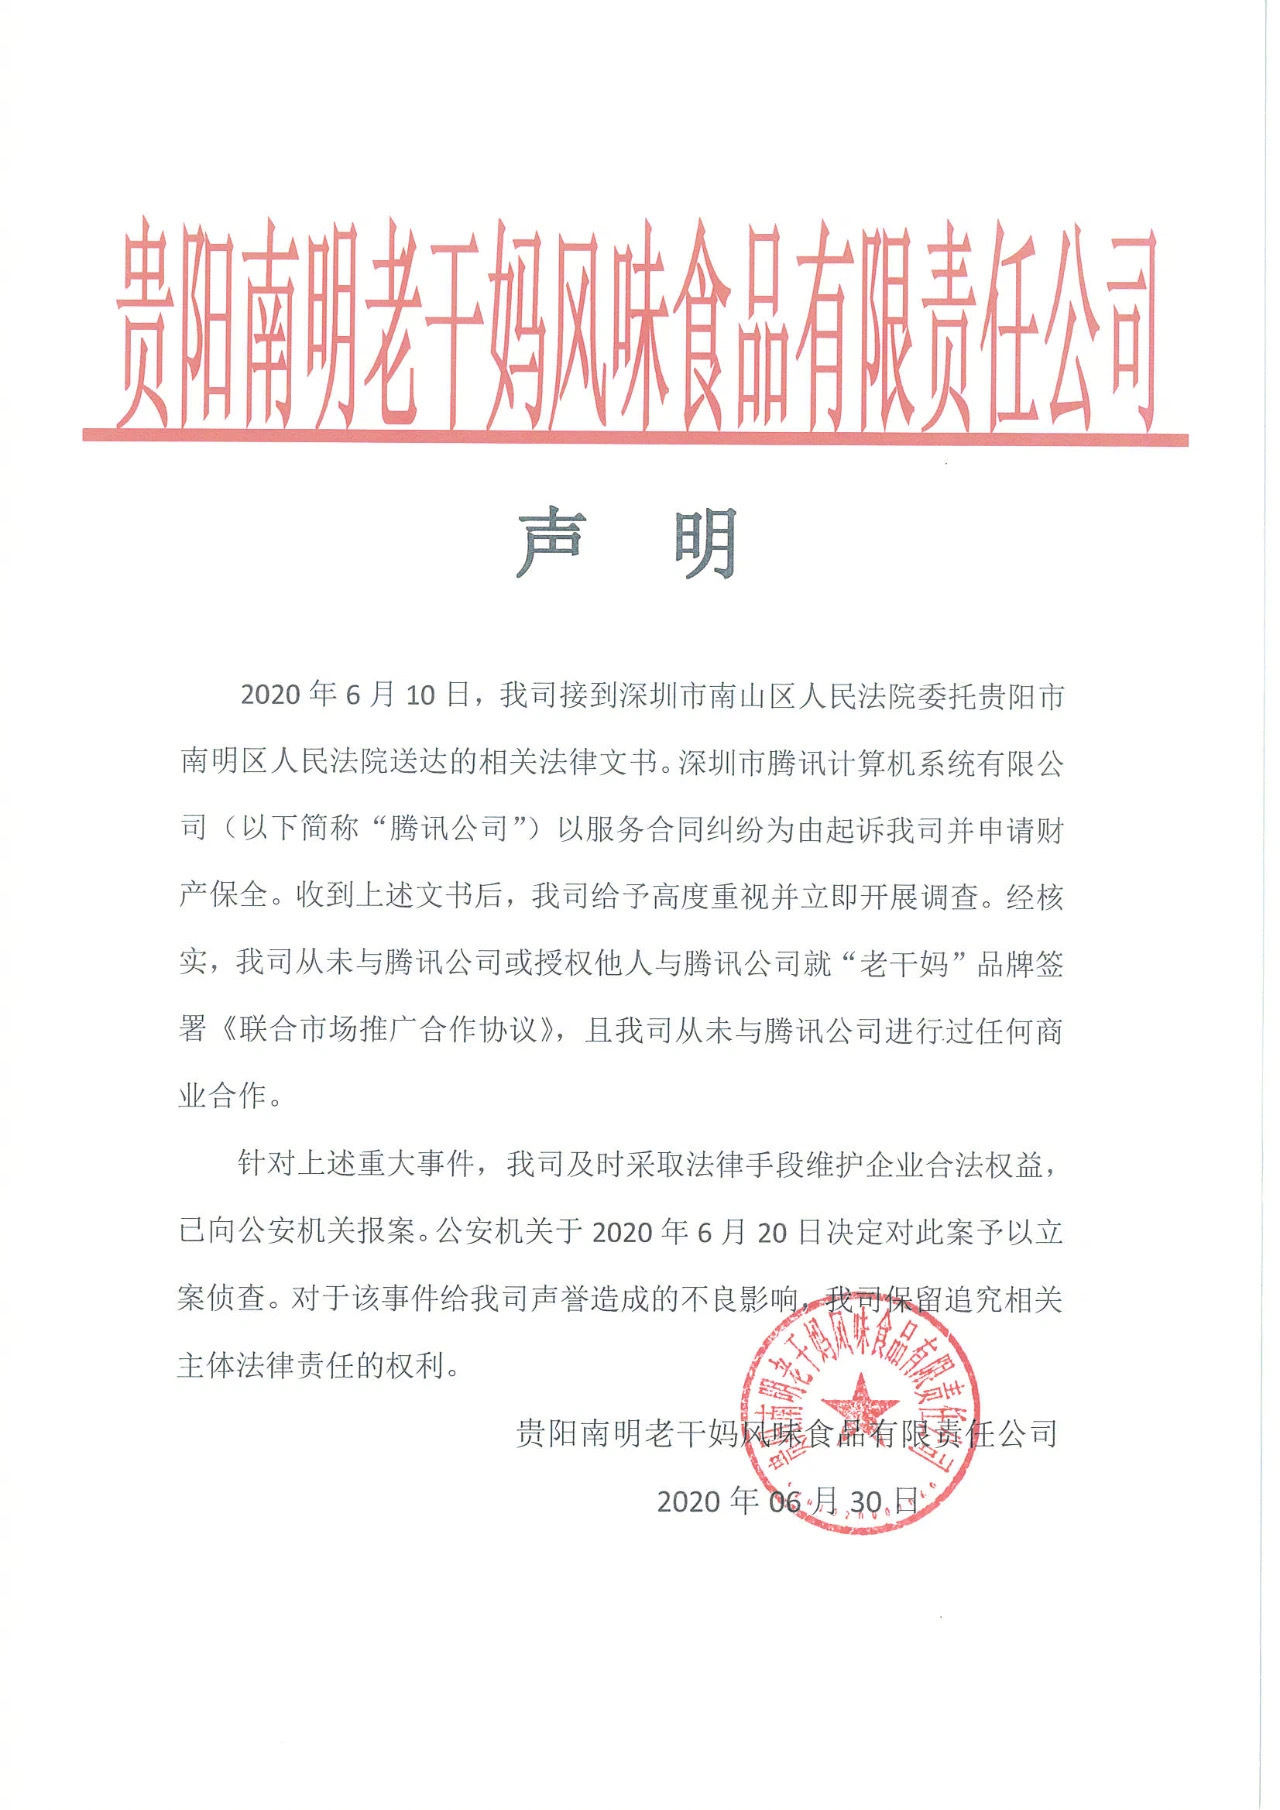 贵阳南明老干妈风味食品有限责任公司
声 明
2020 年 6 月 10 日，我司接到深圳市南山区人民法院委托贵阳市
南明区人民法院送达的相关法律文书。深圳市腾讯计算机系统有限公
司（以下简称“腾讯公司”）以服务合同纠纷为由起诉我司并申请财
产保全。收到上述文书后，我司给予高度重视并立即开展调查。经核
实，我司从未与腾讯公司或授权他人与腾讯公司就“老干妈”品牌签
署《联合市场推广合作协议》，且我司从未与腾讯公司进行过任何商
业合作。
针对上述重大事件，我司及时采取法律手段维护企业合法权益，
已向公安机关报案。公安机关于 2020 年 6 月 20 日决定对此案予以立
案侦查。对于该事件给我司声誉造成的不良影响，我司保留追究相关
主体法律责任的权利。
贵阳南明老干妈风味食品有限责任公司
2020 年 06 月 30 日
贵阳南明老干妈风味食品有限责任公司